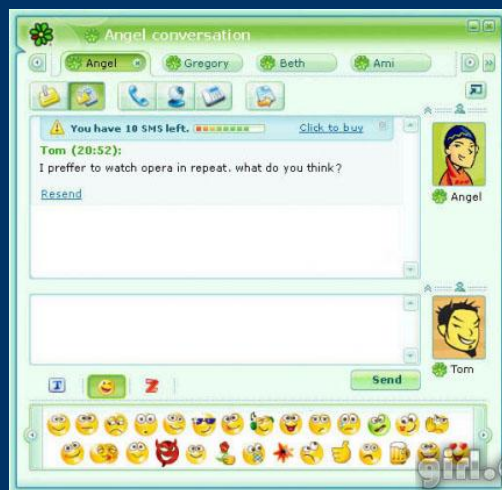 Angel conversation
Angel
Gregory
Beth
Ami
You have 10 SMS left.
Click to buy
Tom (20:52):
I preffer to watch opera in repeat. what do you think?
Resend
Angel
T
Send
Tom
girl.